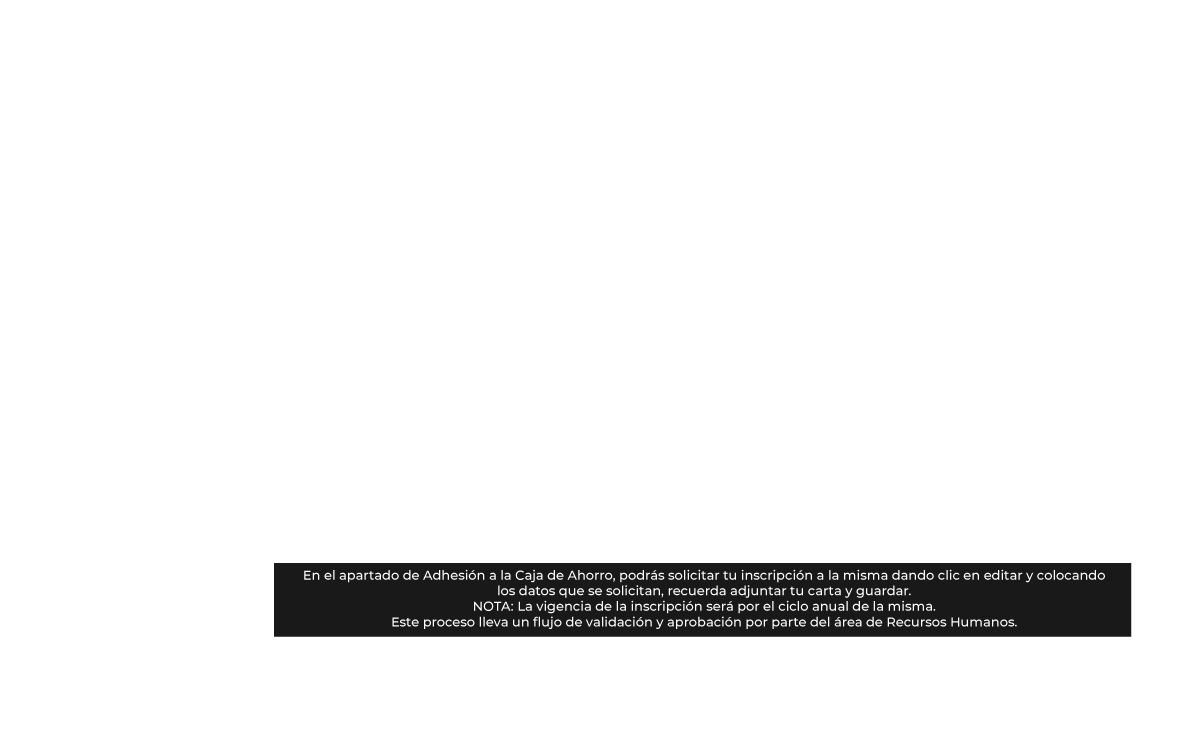 En el apartado de Adhesión a la Caja de Ahorro, podrás solicitar tu inscripción a la misma dando clic en editar y colocando
los datos que se solicitan, recuerda adjuntar tu carta y guardar.
NOTA: La vigencia de la inscripción será por el ciclo anual de la misma.
Este proceso lleva un flujo de validación y aprobación por parte del área de Recursos Humanos.